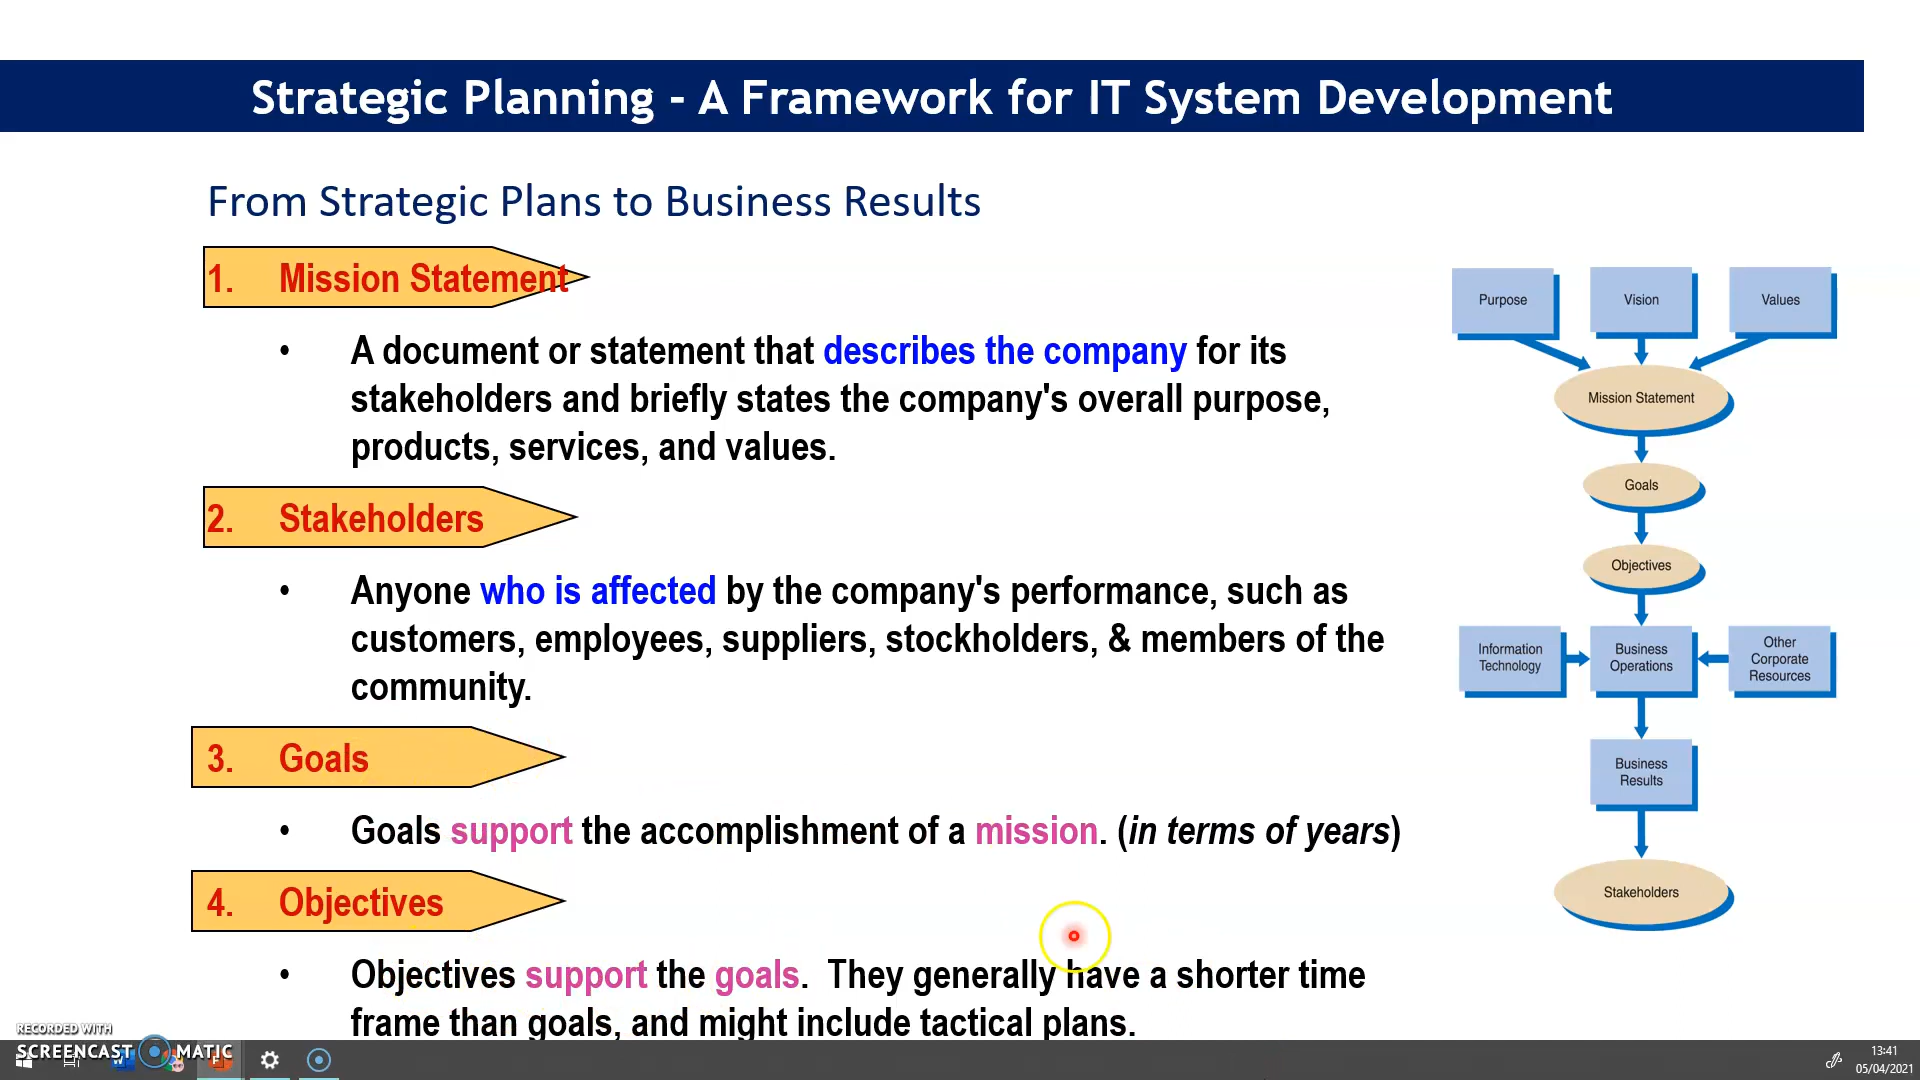 Strategic Planning - A Framework for IT System Development
From Strategic Plans to Business Results
1. Mission Statement
• A document or statement that describes the company for its
stakeholders and briefly states the company's overall purpose,
products, services, and values.
2. Stakeholders
• Anyone who is affected by the company's performance, such as
customers, employees, suppliers, stockholders, & members of the
community.
3. Goals
• Goals support the accomplishment of a mission. (in terms of years)
4. Objectives
• Objectives support the goals. They generally have a shorter time
frame than goals, and might include tactical plans.
Purpose
Vision
Values
Mission Statement
Goals
Objectives
Information
Technology
Business
Operations
Other
Corporate
Resources
Business
Results
Stakeholders
RECORDED WITH
SCREENCAST MATIC
13:41
05/04/2021